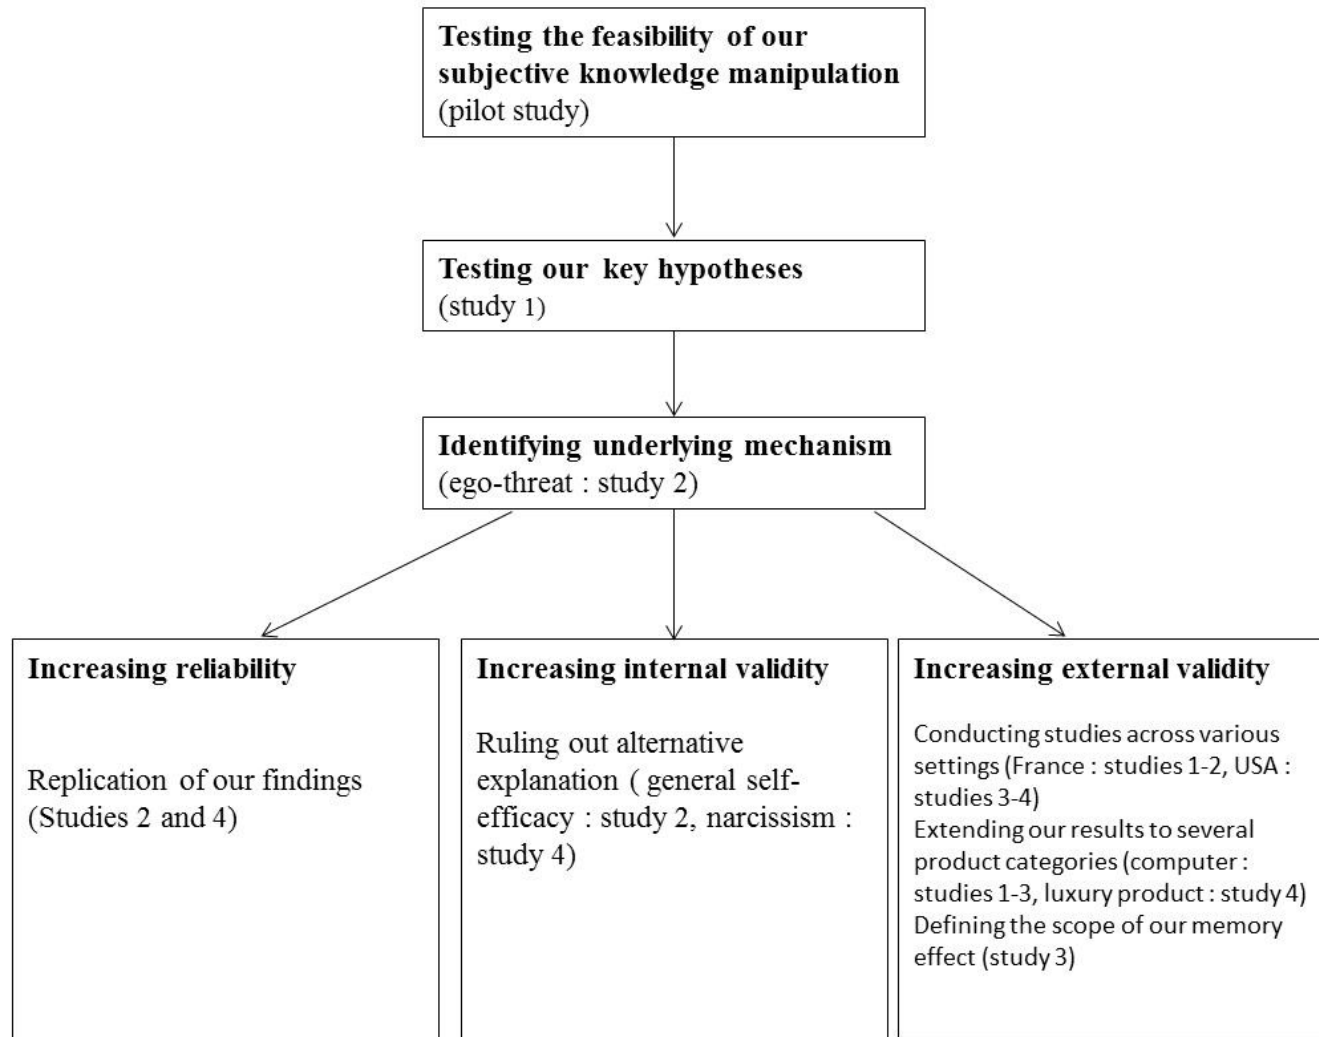 Testing the feasibility of our
subjective knowledge manipulation
(pilot study)
Testing our key hypotheses
(study 1)
Identifying underlying mechanism
(ego-threat : study 2)
Increasing reliability
Replication of our findings
(Studies 2 and 4)
Increasing internal validity
Ruling out alternative
explanation ( general self-
efficacy : study 2, narcissism :
study 4)
Increasing external validity
Conducting studies across various
settings (France : studies 1-2, USA :
studies 3-4)
Extending our results to several
product categories (computer :
studies 1-3, luxury product : study 4)
Defining the scope of our memory
effect (study 3)